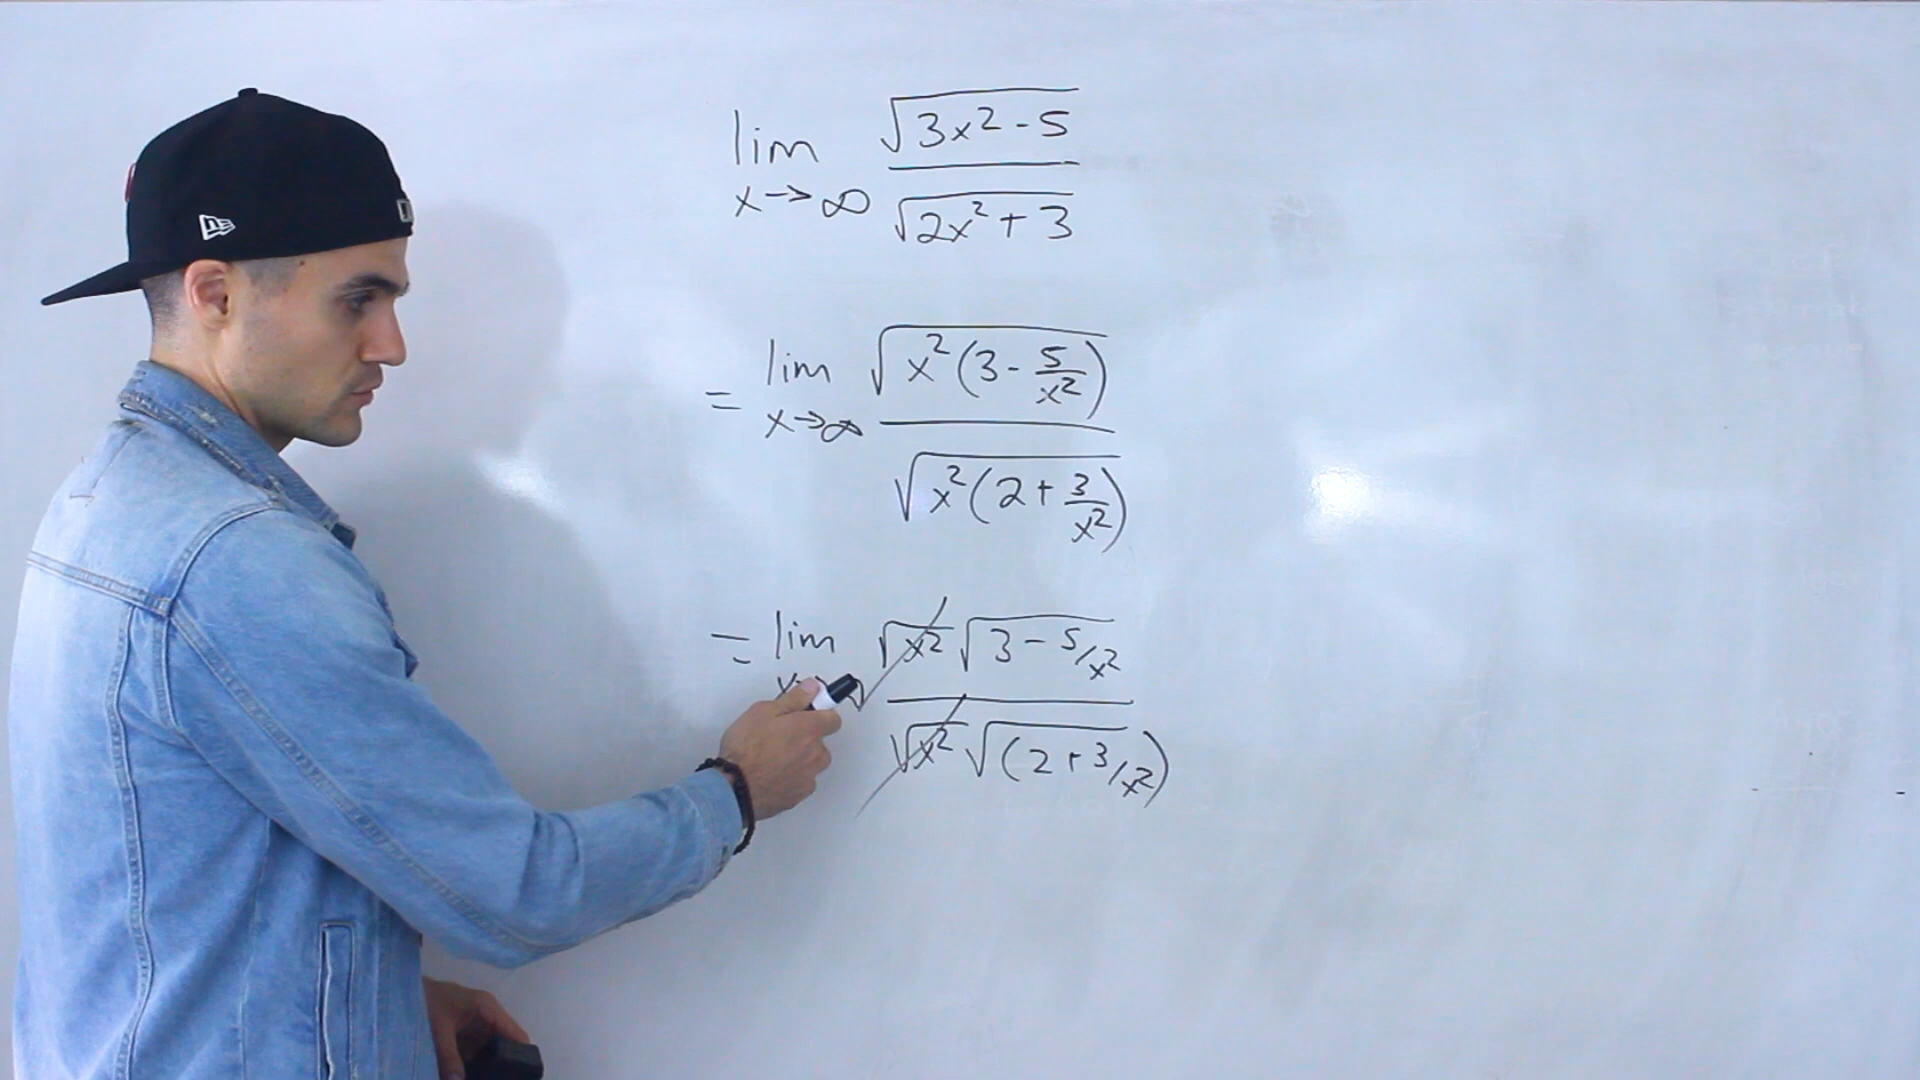 lim x→∞ √(3x² - 5) / √(2x² + 3)
= lim x→∞ √(x²(3 - 5/x²)) / √(x²(2 + 3/x²))
= lim √x² √(3 - 5/x²) / √x² √((2 + 3/x²))